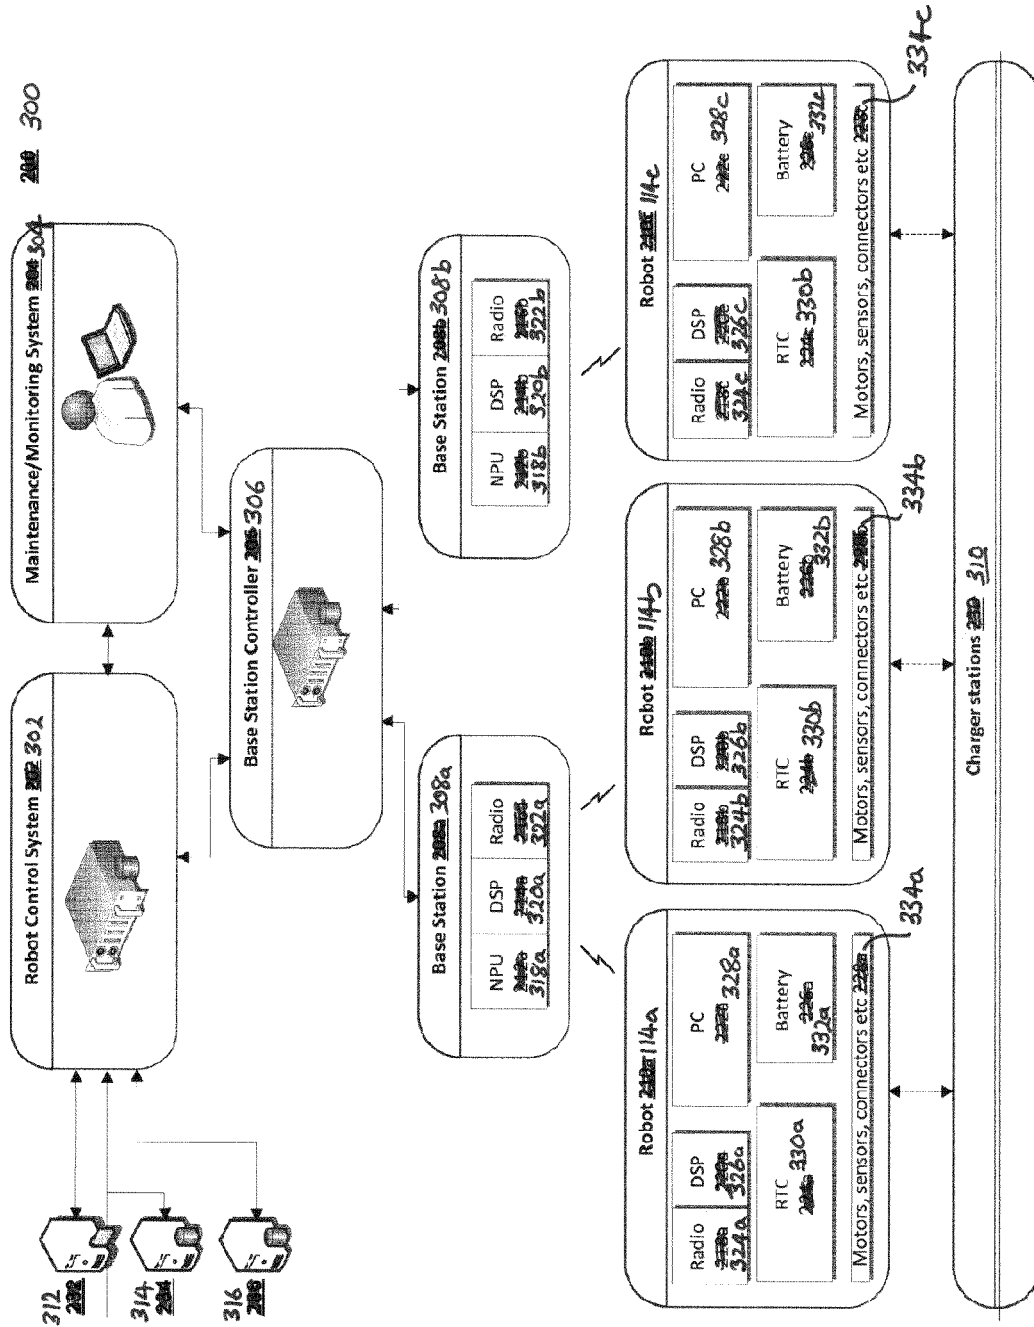 300
Robot Control System 302
Maintenance/Monitoring System 304
312
314
316
Base Station Controller 306
Base Station 308a
NPU
318a
DSP
320a
Radio
322a
Base Station 308b
NPU
318b
DSP
320b
Radio
322b
Robot 114a
Radio
324a
DSP
326a
PC
328a
RTC
330a
Battery
332a
Motors, sensors, connectors etc
334a
Robot 114b
Radio
324b
DSP
326b
PC
328b
RTC
330b
Battery
332b
Motors, sensors, connectors etc
334b
Robot 114c
Radio
324c
DSP
326c
PC
328c
RTC
330b
Battery
332c
Motors, sensors, connectors etc
334c
Charger stations 310